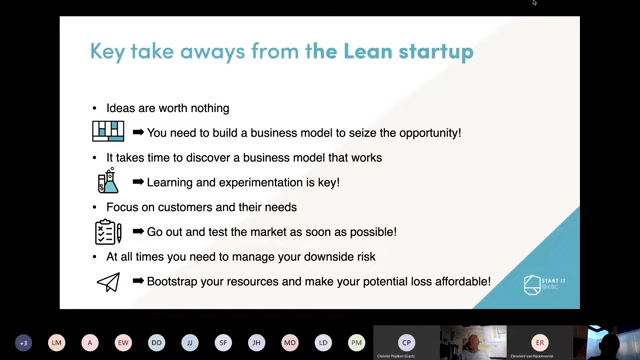 Key take aways from the Lean startup
• Ideas are worth nothing
➡ You need to build a business model to seize the opportunity!
• It takes time to discover a business model that works
➡ Learning and experimentation is key!
• Focus on customers and their needs
➡ Go out and test the market as soon as possible!
• At all times you need to manage your downside risk
➡ Bootstrap your resources and make your potential loss affordable!
START IT
@KBC
+3 LM A EW DD JJ SF JH MD LD PM CP ER